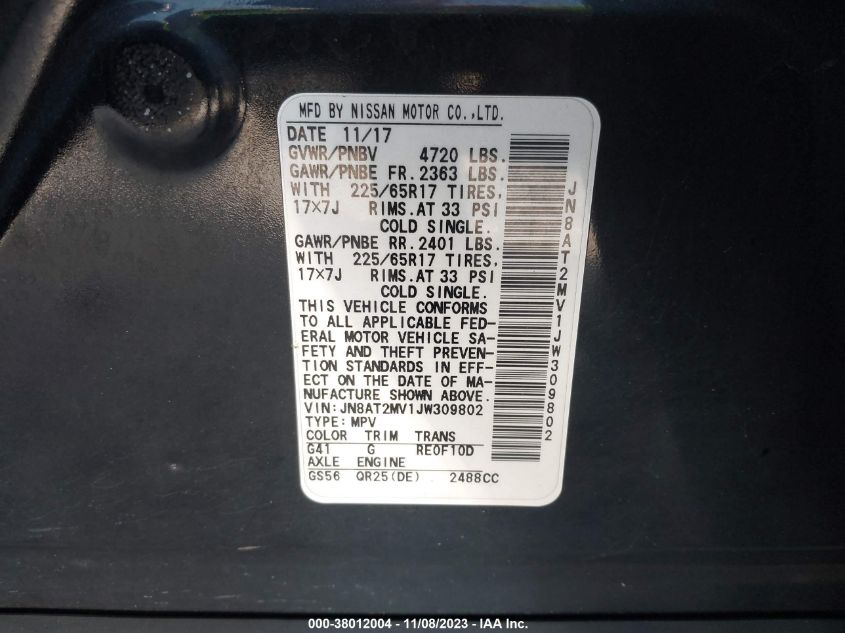 MFD BY NISSAN MOTOR CO.,LTD.
DATE 11/17
GVWR/PNBV 4720 LBS.
GAWR/PNBE FR.2363 LBS.
WITH 225/65R17 TIRES,
17×7J RIMS.AT 33 PSI
COLD SINGLE.
GAWR/PNBE RR.2401 LBS.
WITH 225/65R17 TIRES,
17×7J RIMS.AT 33 PSI
COLD SINGLE.
THIS VEHICLE CONFORMS
TO ALL APPLICABLE FED-
ERAL MOTOR VEHICLE SA-
FETY AND THEFT PREVEN-
TION STANDARDS IN EFF-
ECT ON THE DATE OF MA-
NUFACTURE SHOWN ABOVE.
VIN:JN8AT2MV1JW309802
TYPE:MPV
COLOR TRIM TRANS
G41 G RE0F10D
AXLE ENGINE
GS56 QR25(DE) 2488CC
JN8AT2MV1JW309802
000-38012004 - 11/08/2023 - IAA Inc.